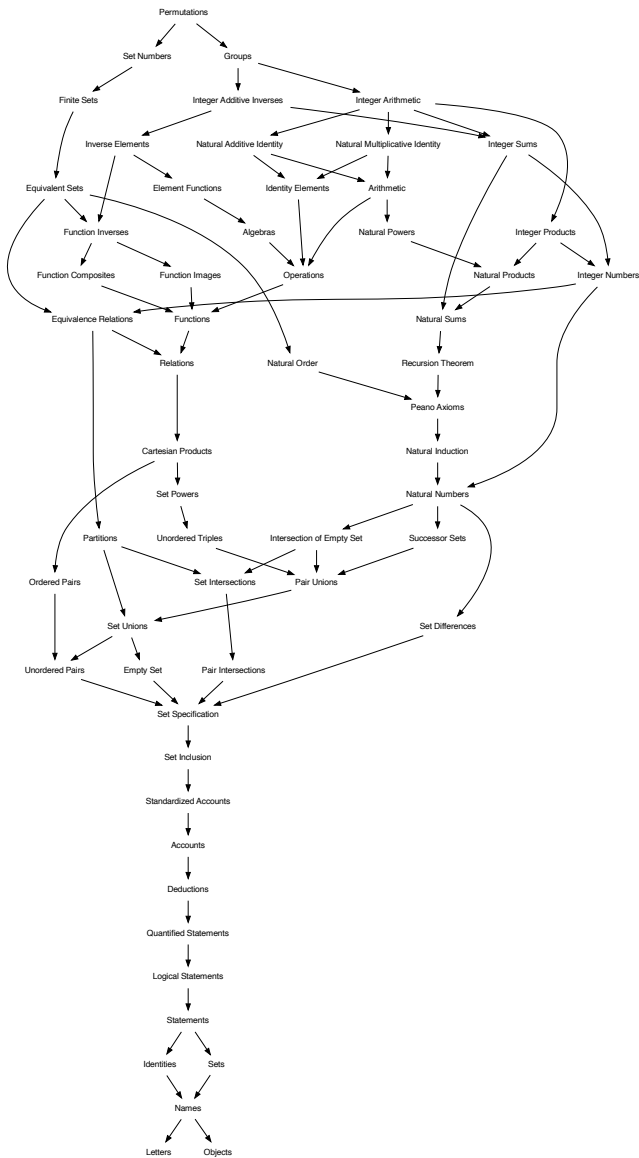 Permutations
Set Numbers
Groups
Finite Sets
Integer Additive Inverses
Integer Arithmetic
Inverse Elements
Natural Additive Identity
Natural Multiplicative Identity
Integer Sums
Equivalent Sets
Element Functions
Identity Elements
Arithmetic
Function Inverses
Algebras
Natural Powers
Integer Products
Function Composites
Function Images
Operations
Natural Products
Integer Numbers
Equivalence Relations
Functions
Natural Sums
Relations
Natural Order
Recursion Theorem
Peano Axioms
Cartesian Products
Natural Induction
Set Powers
Natural Numbers
Partitions
Unordered Triples
Intersection of Empty Set
Successor Sets
Ordered Pairs
Set Intersections
Pair Unions
Set Unions
Set Differences
Unordered Pairs
Empty Set
Pair Intersections
Set Specification
Set Inclusion
Standardized Accounts
Accounts
Deductions
Quantified Statements
Logical Statements
Statements
Identities
Sets
Names
Letters
Objects